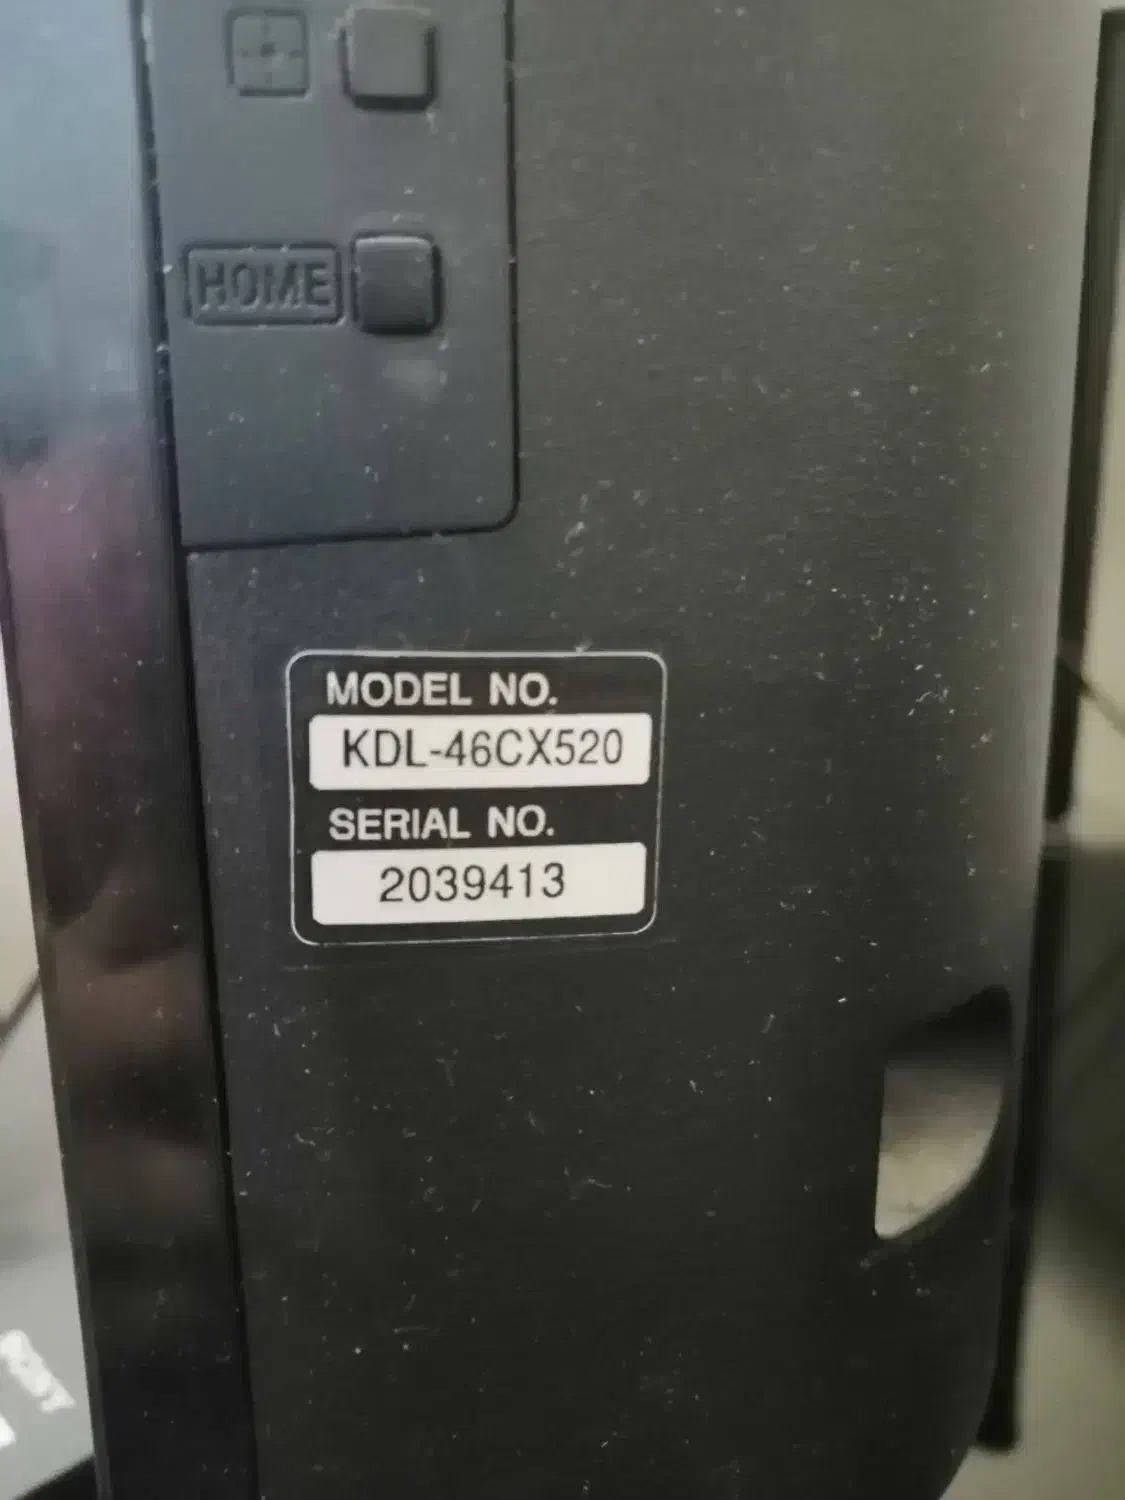 HOME
MODEL NO.
KDL-46CX520
SERIAL NO.
2039413